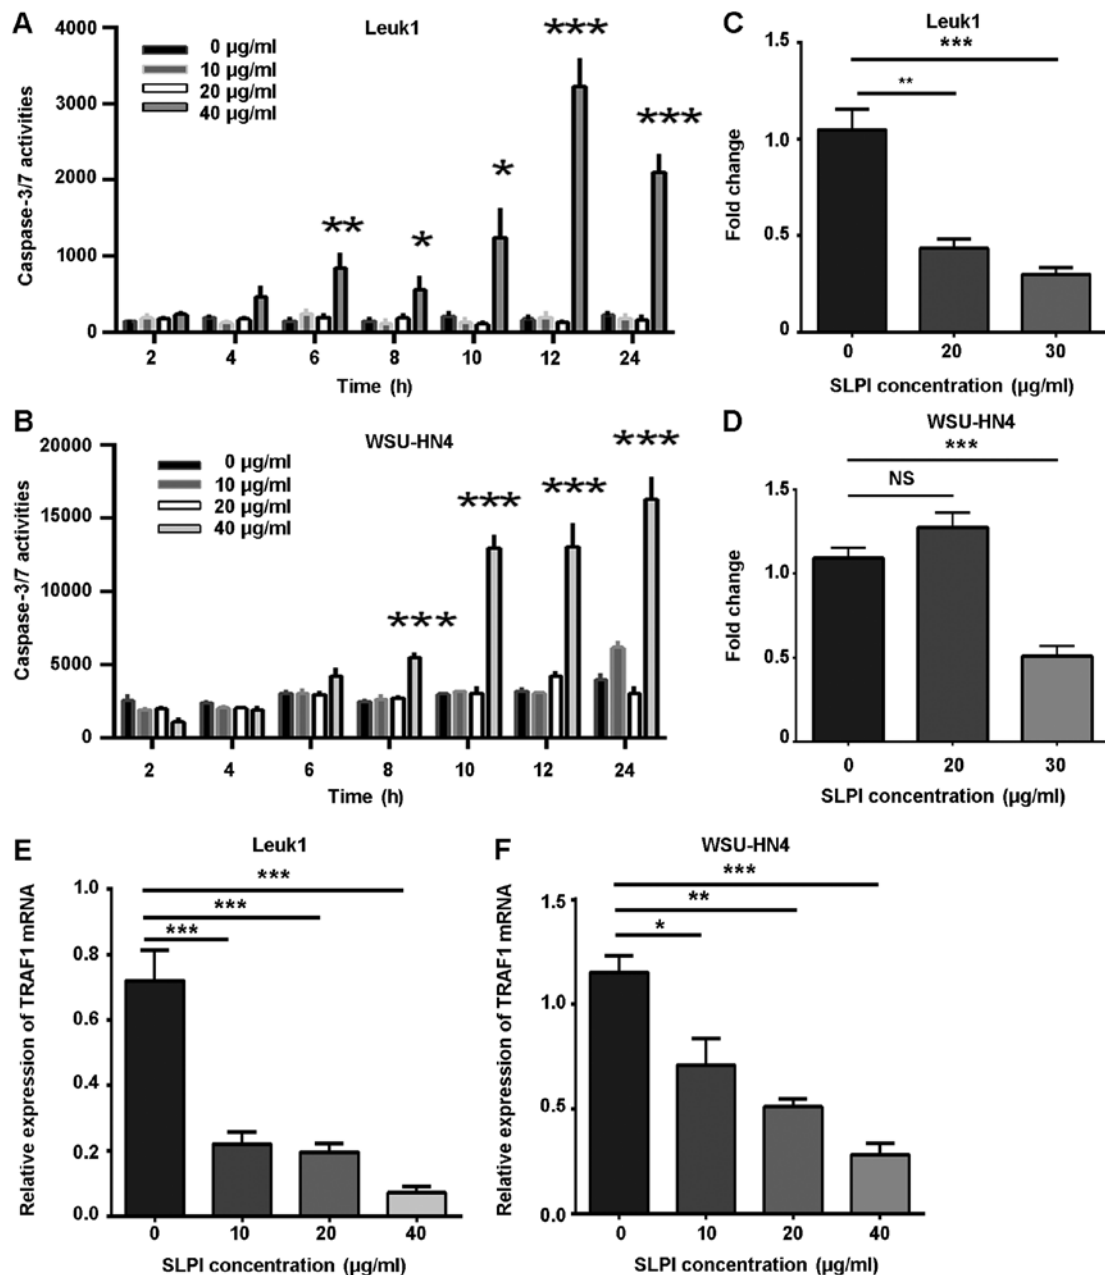 A
Leuk1
4000
3000
2000
1000
0
Caspase-3/7 activities
0 µg/ml
10 µg/ml
20 µg/ml
40 µg/ml
**
*
*
***
***
2 4 6 8 10 12 24
Time (h)
C
Leuk1
1.5
1.0
0.5
0
Fold change
***
**
0 20 30
SLPI concentration (µg/ml)
B
WSU-HN4
20000
15000
10000
5000
0
Caspase-3/7 activities
0 µg/ml
10 µg/ml
20 µg/ml
40 µg/ml
***
***
***
***
2 4 6 8 10 12 24
Time (h)
D
WSU-HN4
1.5
1.0
0.5
0
Fold change
***
NS
0 20 30
SLPI concentration (µg/ml)
E
Leuk1
1.0
0.8
0.6
0.4
0.2
0.0
Relative expression of TRAF1 mRNA
***
***
***
0 10 20 40
SLPI concentration (µg/ml)
F
WSU-HN4
1.5
1.0
0.5
0.0
Relative expression of TRAF1 mRNA
***
**
*
0 10 20 40
SLPI concentration (µg/ml)